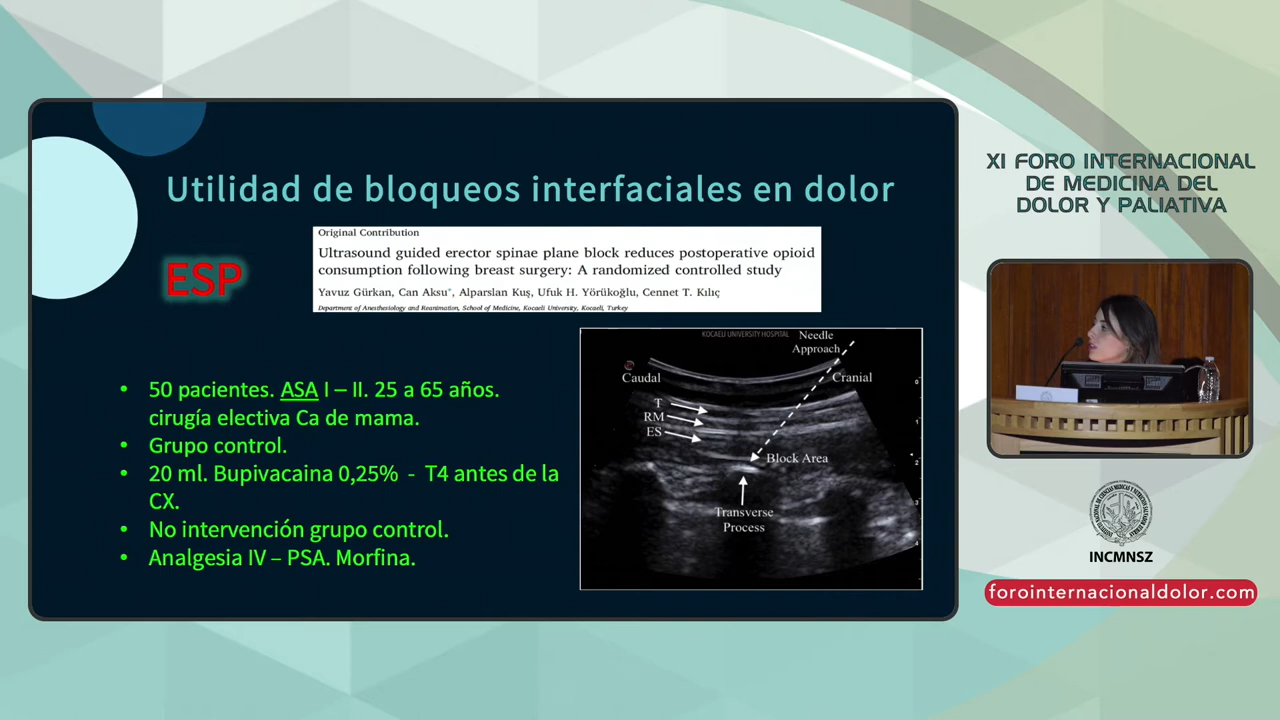 Utilidad de bloqueos interfaciales en dolor
ESP
Original Contribution
Ultrasound guided erector spinae plane block reduces postoperative opioid
consumption following breast surgery: A randomized controlled study
Yavuz Gürkan, Can Aksu*, Alparslan Kuş, Ufuk H. Yörükoğlu, Cennet T. Kılıç
Department of Anesthesiology and Reanimation, School of Medicine, Kocaeli University, Kocaeli, Turkey
• 50 pacientes. ASA I – II. 25 a 65 años.
cirugía electiva Ca de mama.
• Grupo control.
• 20 ml. Bupivacaina 0,25% - T4 antes de la
CX.
• No intervención grupo control.
• Analgesia IV – PSA. Morfina.
KOCAELI UNIVERSITY HOSPITAL
Needle
Approach
Caudal
Cranial
T
RM
ES
Block Area
Transverse
Process
0
1
2
3
4
XI FORO INTERNACIONAL
DE MEDICINA DEL
DOLOR Y PALIATIVA
INCMNSZ
forointernacionaldolor.com